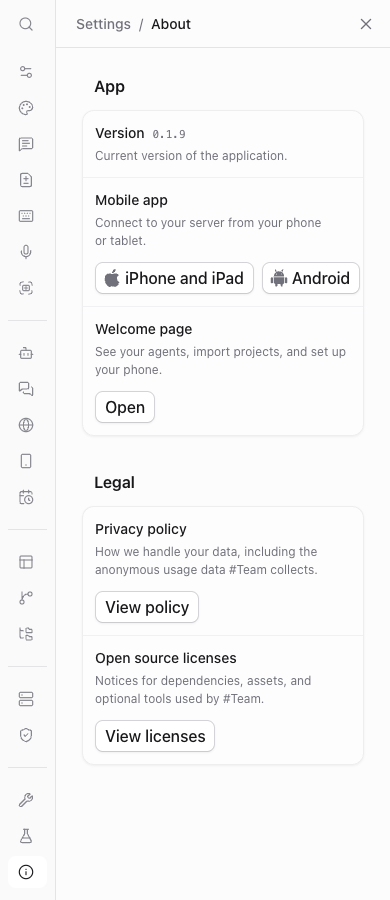 Settings / About
App
Version 0.1.9
Current version of the application.
Mobile app
Connect to your server from your phone
or tablet.
iPhone and iPad
Android
Welcome page
See your agents, import projects, and set up
your phone.
Open
Legal
Privacy policy
How we handle your data, including the
anonymous usage data #Team collects.
View policy
Open source licenses
Notices for dependencies, assets, and
optional tools used by #Team.
View licenses